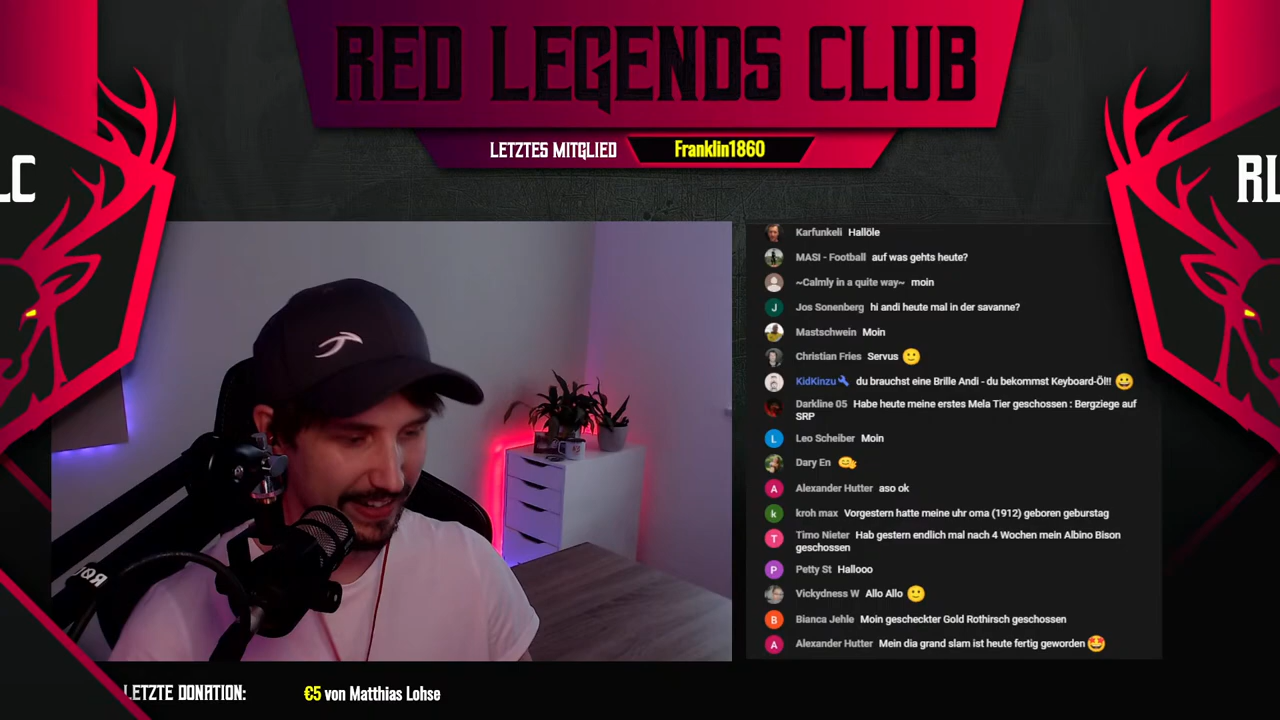 RED LEGENDS CLUB
LETZTES MITGLIED Franklin1860
LC
RL
Karfunkeli Hallöle
MASI - Football auf was gehts heute?
~Calmly in a quite way~ moin
Jos Sonenberg hi andi heute mal in der savanne?
Mastschwein Moin
Christian Fries Servus 🙂
KidKinzu🔧 du brauchst eine Brille Andi - du bekommst Keyboard-Öl!! 😀
Darkline 05 Habe heute meine erstes Mela Tier geschossen : Bergziege auf
SRP
Leo Scheiber Moin
Dary En
Alexander Hutter aso ok
kroh max Vorgestern hatte meine uhr oma (1912) geboren geburstag
Timo Nieter Hab gestern endlich mal nach 4 Wochen mein Albino Bison
geschossen
Petty St Hallooo
Vickydness W Allo Allo 🙂
Bianca Jehle Moin gescheckter Gold Rothirsch geschossen
Alexander Hutter Mein dia grand slam ist heute fertig geworden 🤩
LETZTE DONATION: €5 von Matthias Lohse